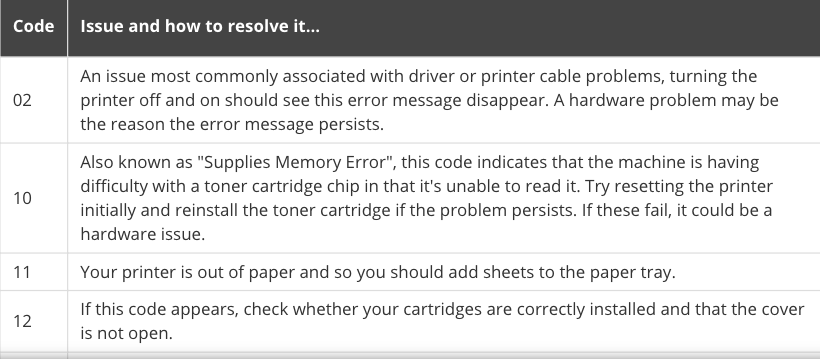 Code Issue and how to resolve it...
An issue most commonly associated with driver or printer cable problems, turning the
02 printer off and on should see this error message disappear. A hardware problem may be
the reason the error message persists.
Also known as "Supplies Memory Error", this code indicates that the machine is having
difficulty with a toner cartridge chip in that it's unable to read it. Try resetting the printer
10
initially and reinstall the toner cartridge if the problem persists. If these fail, it could be a
hardware issue.
11 Your printer is out of paper and so you should add sheets to the paper tray.
If this code appears, check whether your cartridges are correctly installed and that the cover
12
is not open.